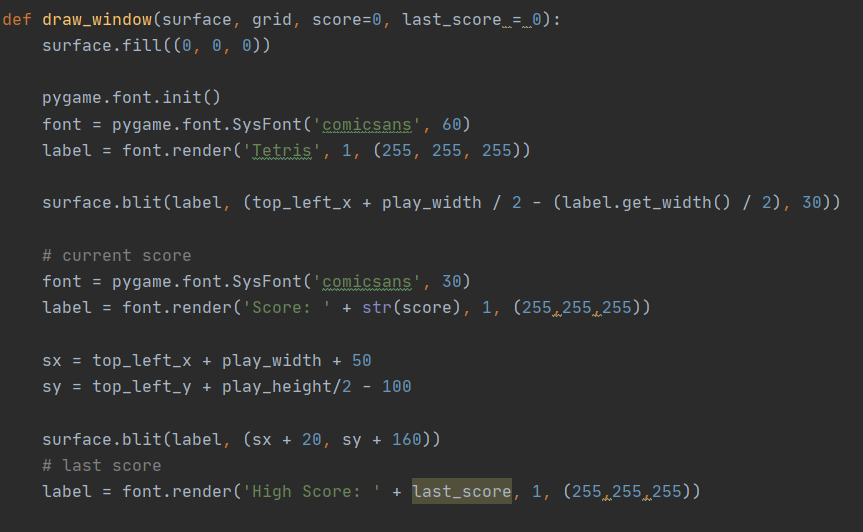 def draw_window(surface, grid, score=0, last_score = 0):
    surface.fill((0, 0, 0))

    pygame.font.init()
    font = pygame.font.SysFont('comicsans', 60)
    label = font.render('Tetris', 1, (255, 255, 255))

    surface.blit(label, (top_left_x + play_width / 2 - (label.get_width() / 2), 30))

    # current score
    font = pygame.font.SysFont('comicsans', 30)
    label = font.render('Score: ' + str(score), 1, (255,255,255))

    sx = top_left_x + play_width + 50
    sy = top_left_y + play_height/2 - 100

    surface.blit(label, (sx + 20, sy + 160))
    # last score
    label = font.render('High Score: ' + last_score, 1, (255,255,255))